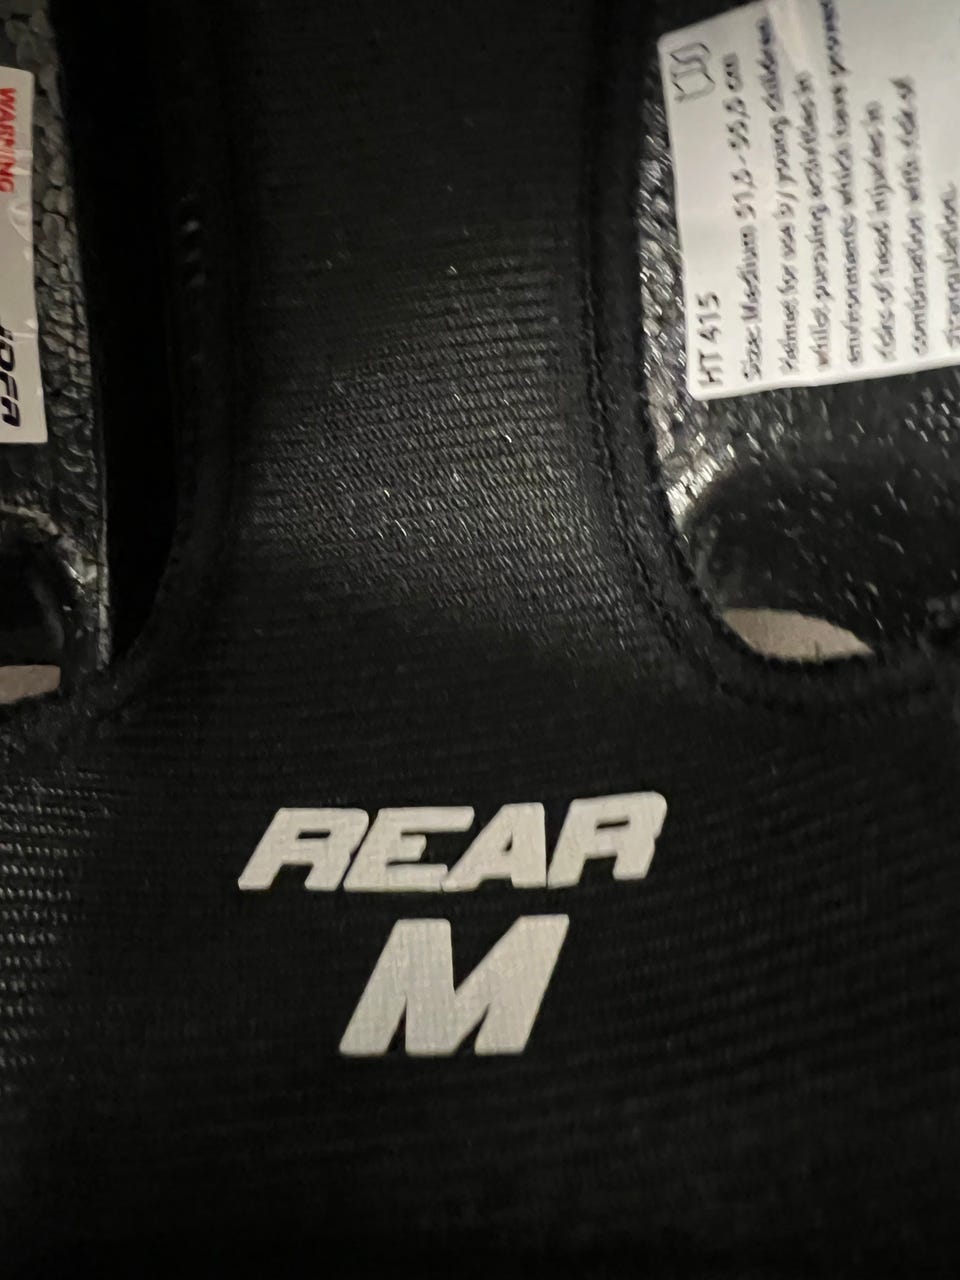 WARNING
REAR
M
HT 415
Size: Medium 51,5 - 55,5 cm
Helmet for use by young children
whilst pursuing activities in
environments which have proven
risks of head injuries in
combination with risk of
strangulation.